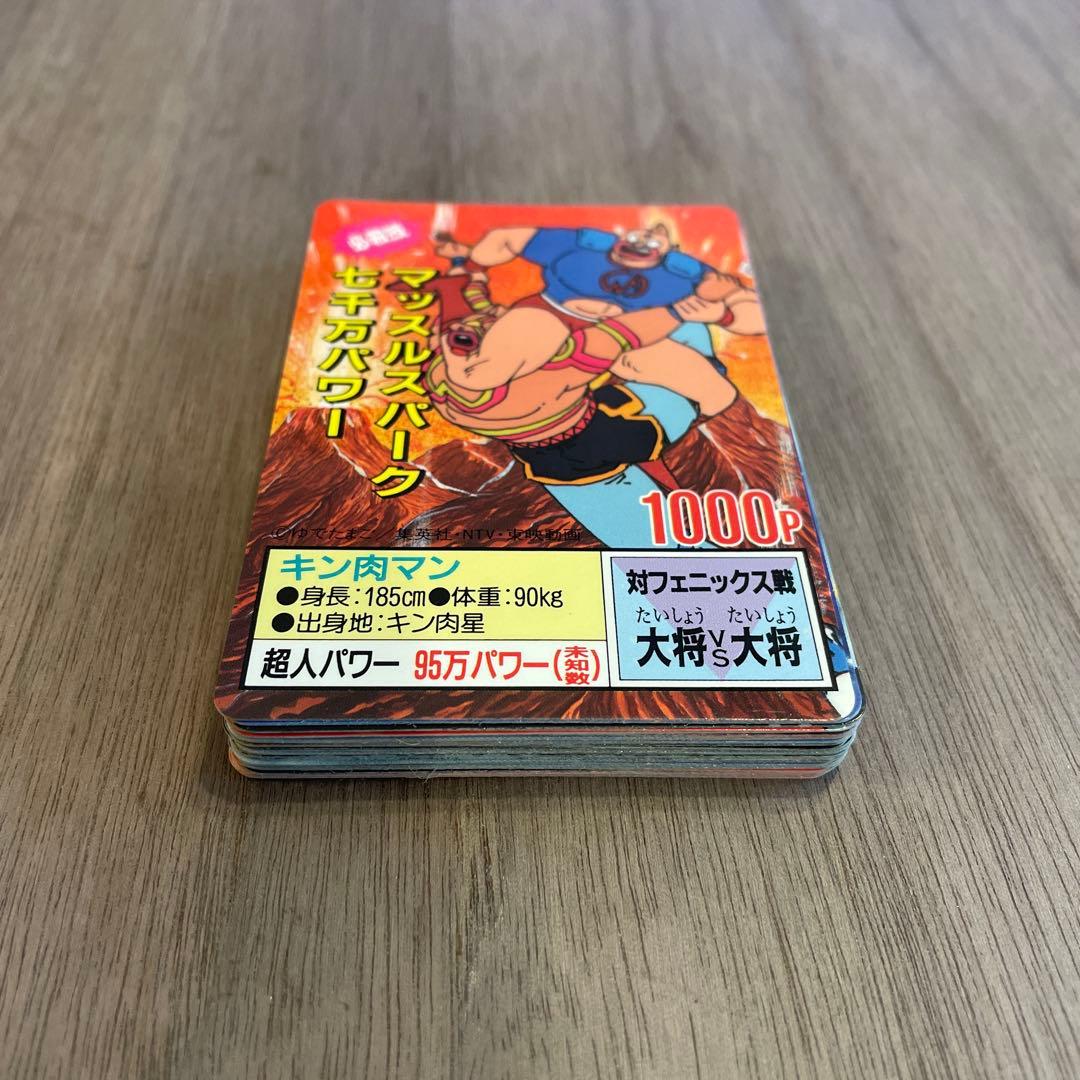 必殺技
マッスルスパーク
七千万パワー
1000P
©ゆでたまご/集英社・NTV・東映動画
キン肉マン
●身長:185cm●体重:90kg
●出身地:キン肉星
超人パワー 95万パワー(未知数)
対フェニックス戦
たいしょう たいしょう
大将VS大将